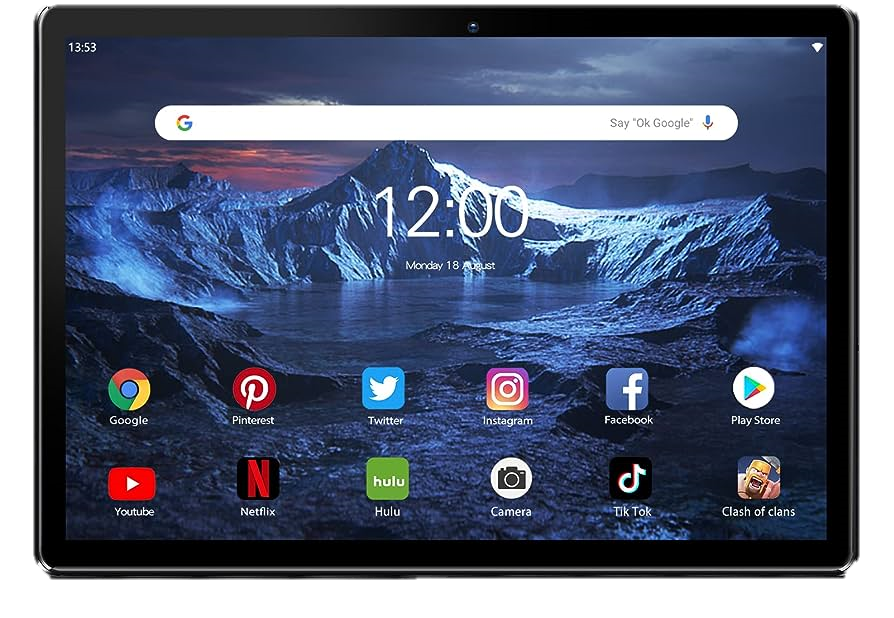 13:53
Say "Ok Google"
12:00
Monday 18 August
Google
Pinterest
Twitter
Instagram
Facebook
Play Store
hulu
Youtube
Netflix
Hulu
Camera
Tik Tok
Clash of clans